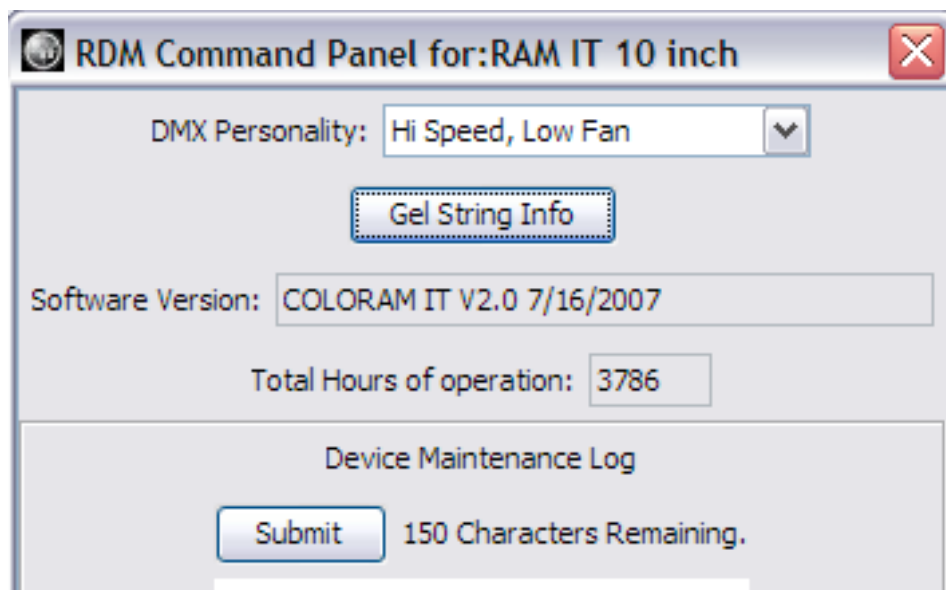 RDM Command Panel for:RAM IT 10 inch
DMX Personality: Hi Speed, Low Fan
Gel String Info
Software Version: COLORAM IT V2.0 7/16/2007
Total Hours of operation: 3786
Device Maintenance Log
Submit 150 Characters Remaining.